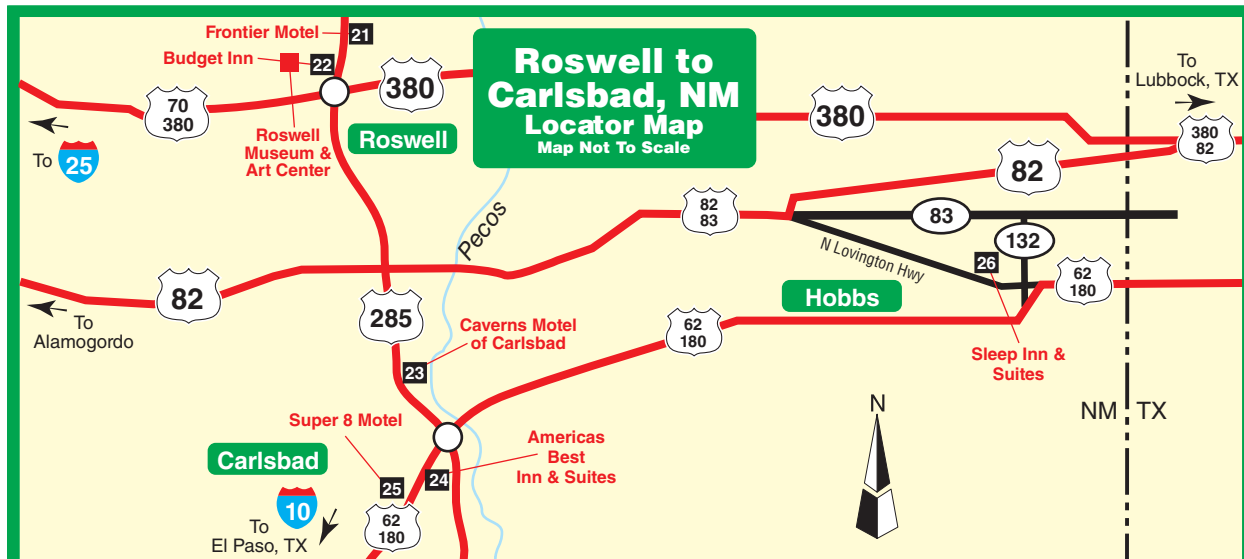 Frontier Motel
21
Budget Inn
22
Roswell to
Carlsbad, NM
Locator Map
Map Not To Scale
To
Lubbock, TX
380
70
380
380
380
82
To
25
Roswell
Museum &
Art Center
Roswell
82
82
83
83
132
Pecos
N Lovington Hwy
26
62
180
82
Hobbs
To
Alamogordo
285
62
180
Caverns Motel
of Carlsbad
23
Sleep Inn &
Suites
N
NM
TX
Super 8 Motel
Americas
Best
Inn & Suites
Carlsbad
25
24
10
62
180
To
El Paso, TX